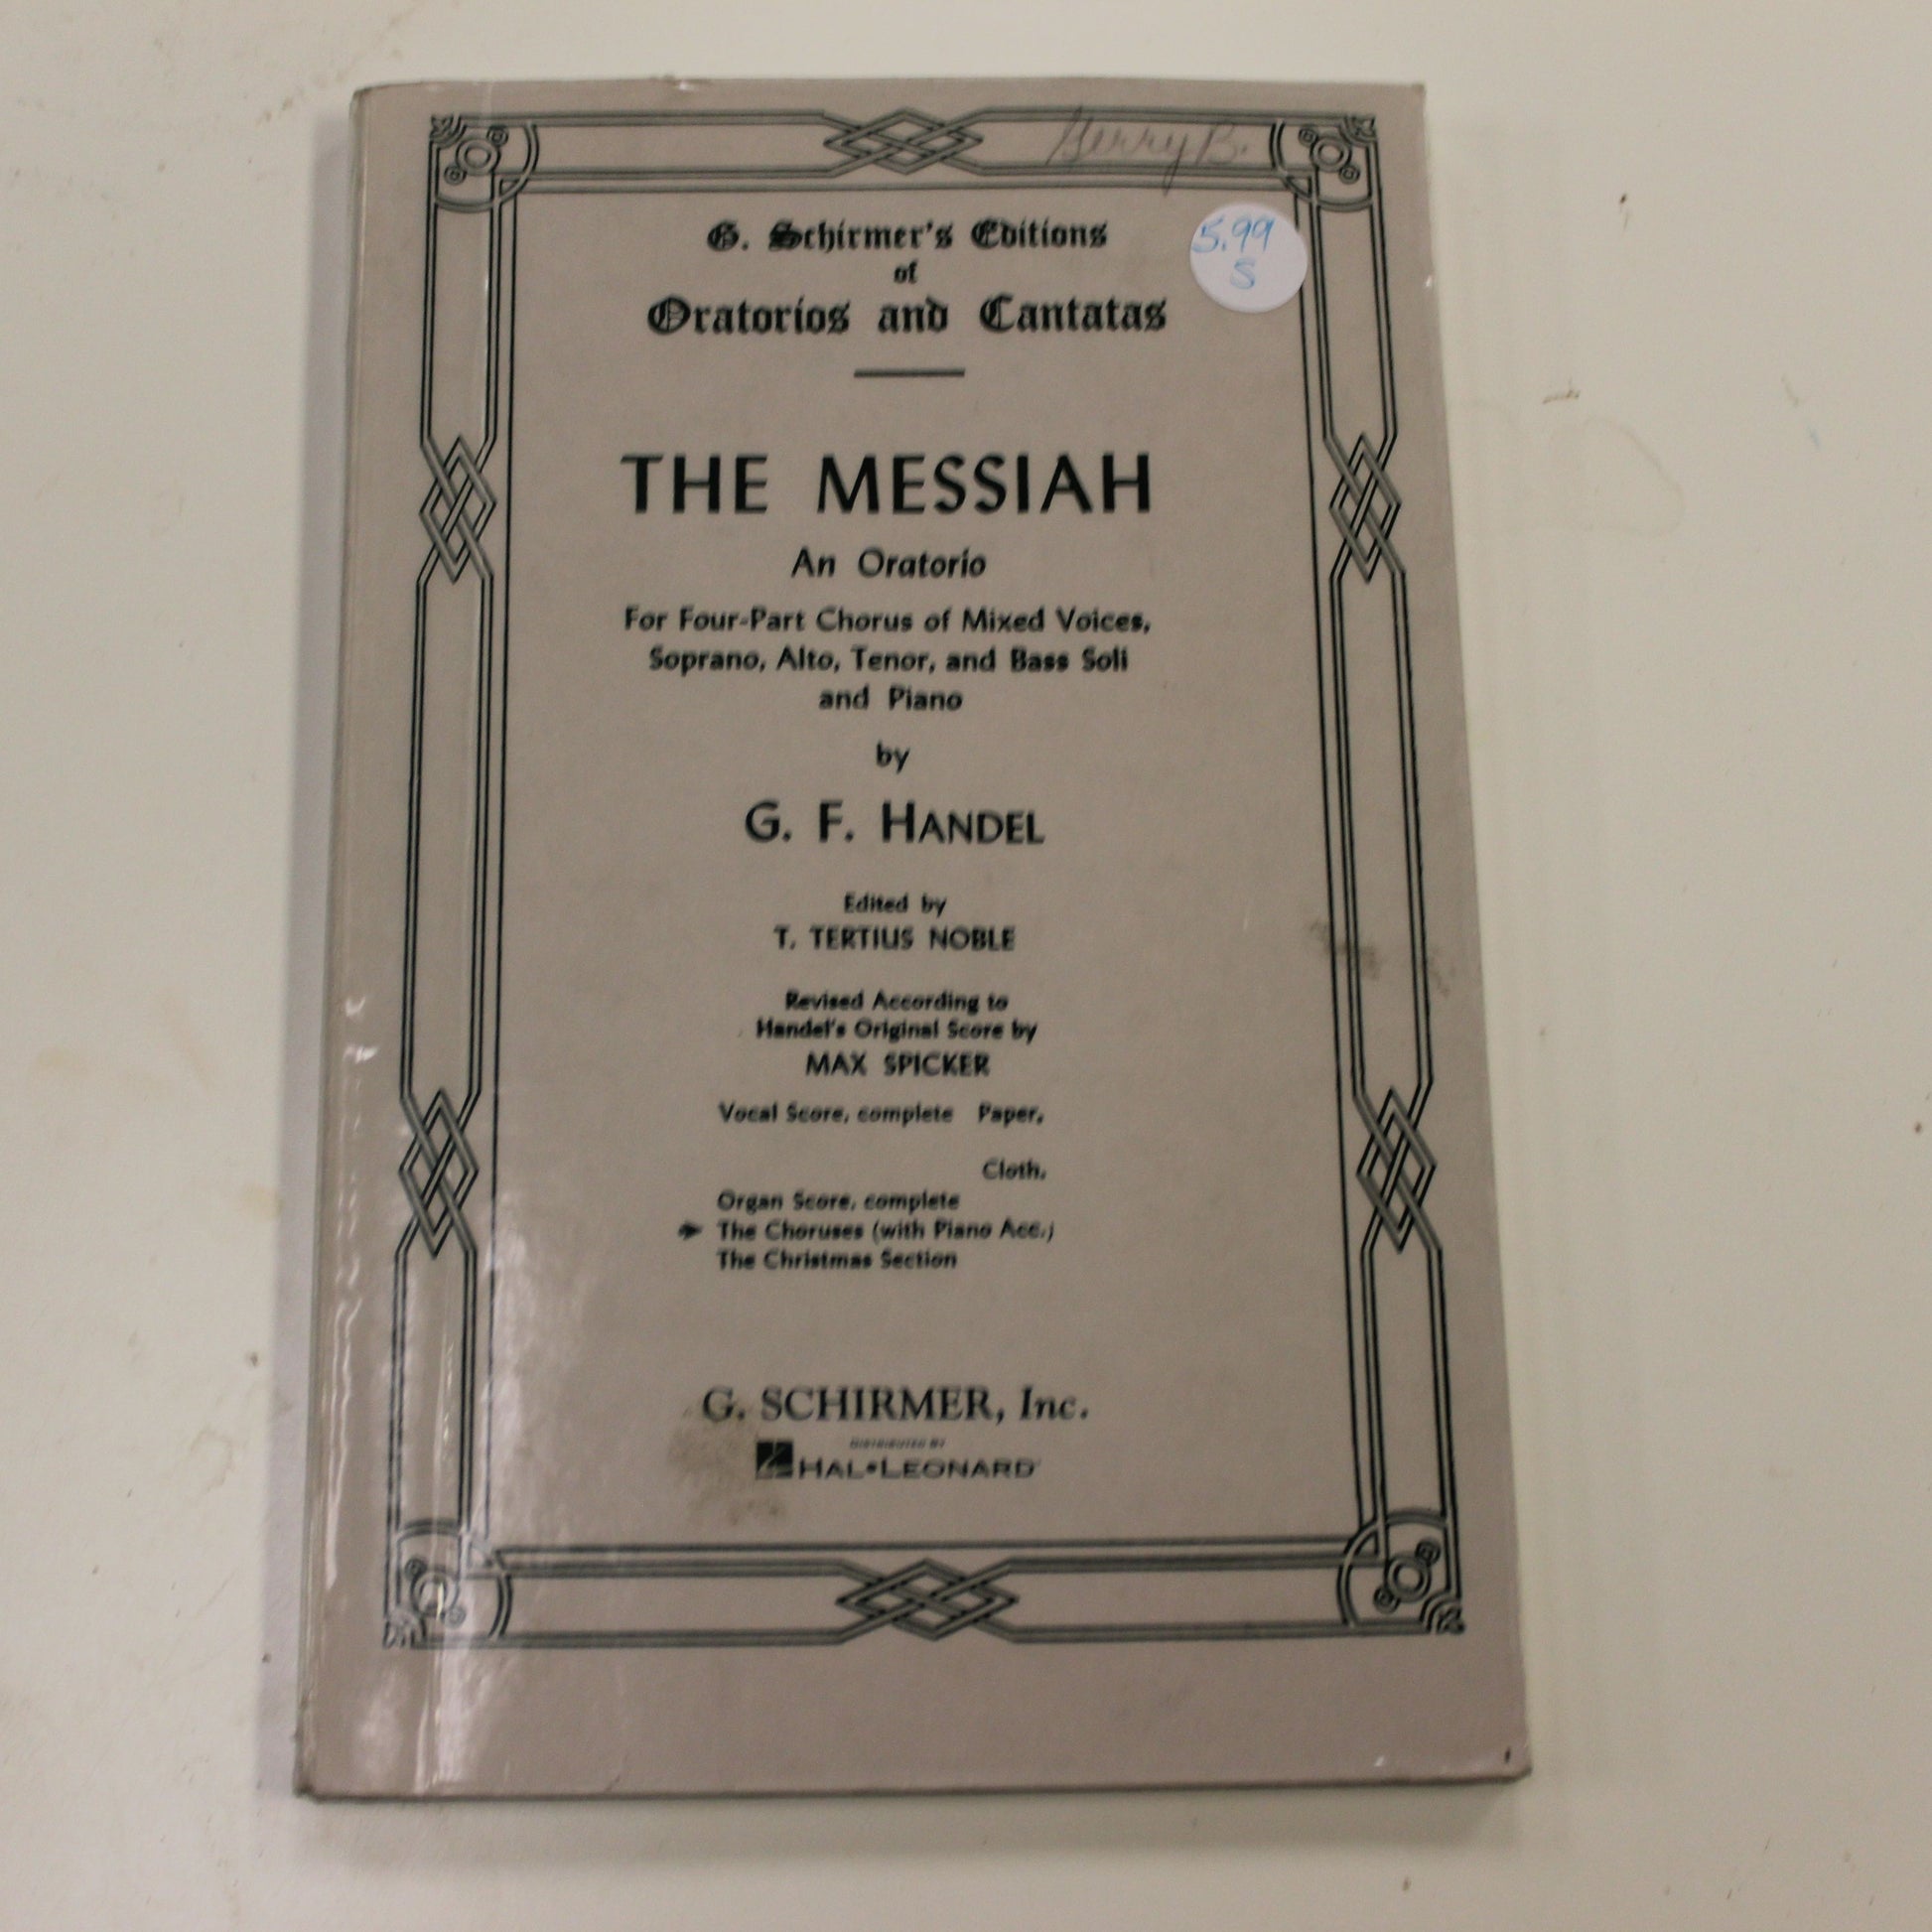 Gerry B.
G. Schirmer's Editions
of
Oratorios and Cantatas
5.99
S
THE MESSIAH
An Oratorio
For Four-Part Chorus of Mixed Voices,
Soprano, Alto, Tenor, and Bass Soli
and Piano
by
G. F. HANDEL
Edited by
T. TERTIUS NOBLE
Revised According to
Handel's Original Score by
MAX SPICKER
Vocal Score, complete Paper,
Cloth,
Organ Score, complete
The Choruses (with Piano Acc.)
The Christmas Section
G. SCHIRMER, Inc.
DISTRIBUTED BY
HAL•LEONARD